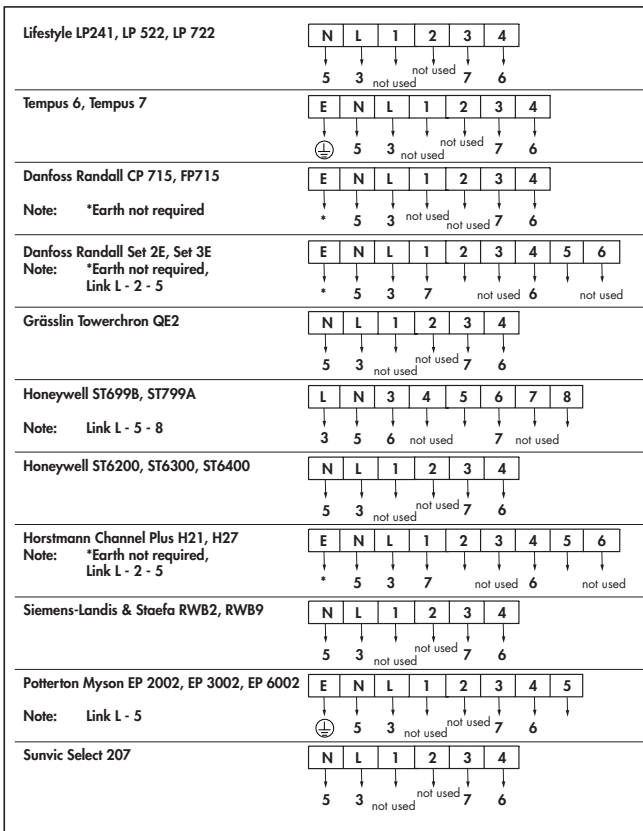 Lifestyle LP241, LP 522, LP 722
N L 1 2 3 4
5 3 not used not used 7 6
Tempus 6, Tempus 7
E N L 1 2 3 4
5 3 not used not used 7 6
Danfoss Randall CP 715, FP715
Note: *Earth not required
E N L 1 2 3 4
* 5 3 not used not used 7 6
Danfoss Randall Set 2E, Set 3E
Note: *Earth not required,
Link L - 2 - 5
E N L 1 2 3 4 5 6
* 5 3 7 not used 6 not used
Grässlin Towerchron QE2
N L 1 2 3 4
5 3 not used not used 7 6
Honeywell ST699B, ST799A
Note: Link L - 5 - 8
L N 3 4 5 6 7 8
3 5 6 not used 7 not used
Honeywell ST6200, ST6300, ST6400
N L 1 2 3 4
5 3 not used not used 7 6
Horstmann Channel Plus H21, H27
Note: *Earth not required,
Link L - 2 - 5
E N L 1 2 3 4 5 6
* 5 3 7 not used 6 not used
Siemens-Landis & Staefa RWB2, RWB9
N L 1 2 3 4
5 3 not used not used 7 6
Potterton Myson EP 2002, EP 3002, EP 6002
Note: Link L - 5
E N L 1 2 3 4 5
5 3 not used not used 7 6
Sunvic Select 207
N L 1 2 3 4
5 3 not used not used 7 6